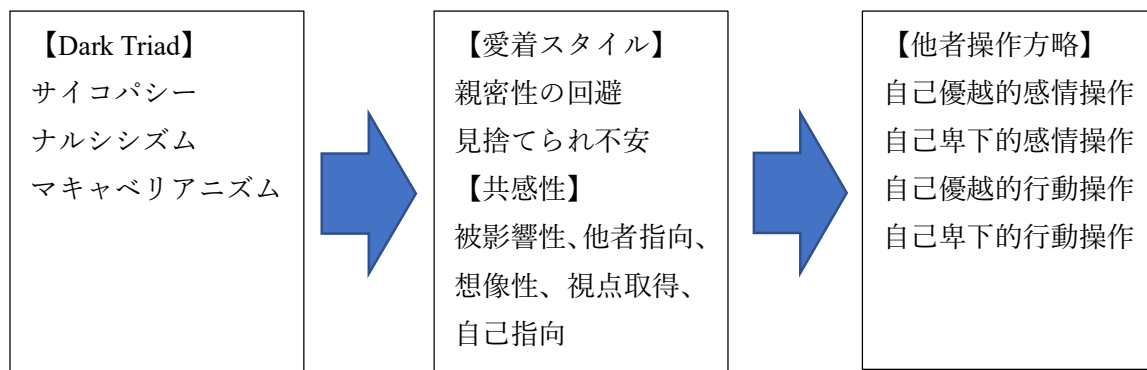 【Dark Triad】
サイコパシー
ナルシシズム
マキャベリアニズム
【愛着スタイル】
親密性の回避
見捨てられ不安
【共感性】
被影響性、他者指向、
想像性、視点取得、
自己指向
【他者操作方略】
自己優越的感情操作
自己卑下的感情操作
自己優越的行動操作
自己卑下的行動操作